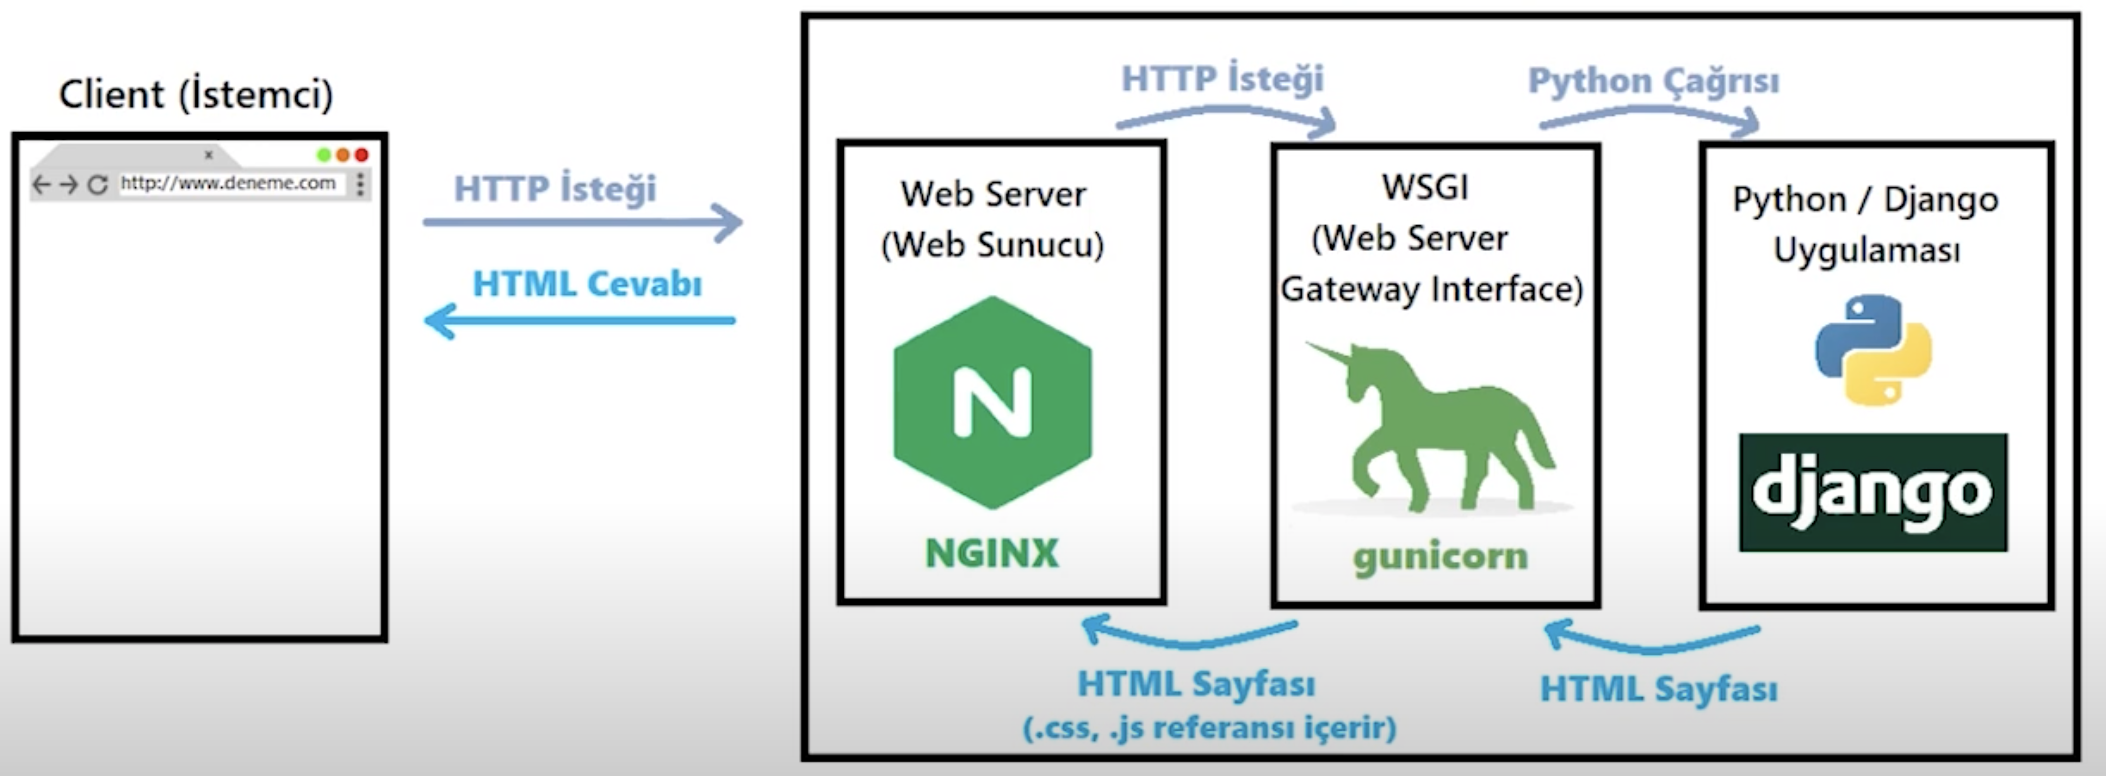 Client (İstemci)
×
http://www.deneme.com
HTTP İsteği
HTML Cevabı
HTTP İsteği
Python Çağrısı
Web Server
(Web Sunucu)
N
NGINX
WSGI
(Web Server
Gateway Interface)
gunicorn
Python / Django
Uygulaması
django
HTML Sayfası
(.css, .js referansı içerir)
HTML Sayfası